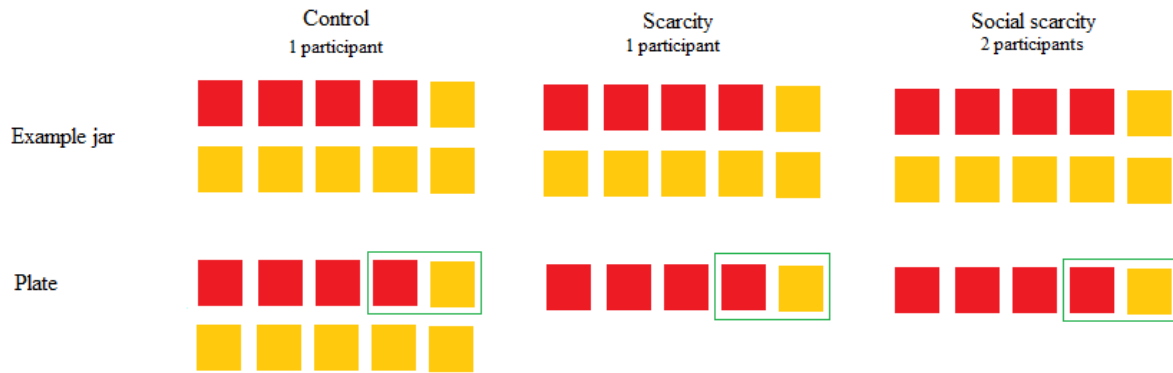 Control
1 participant
Scarcity
1 participant
Social scarcity
2 participants
Example jar
Plate